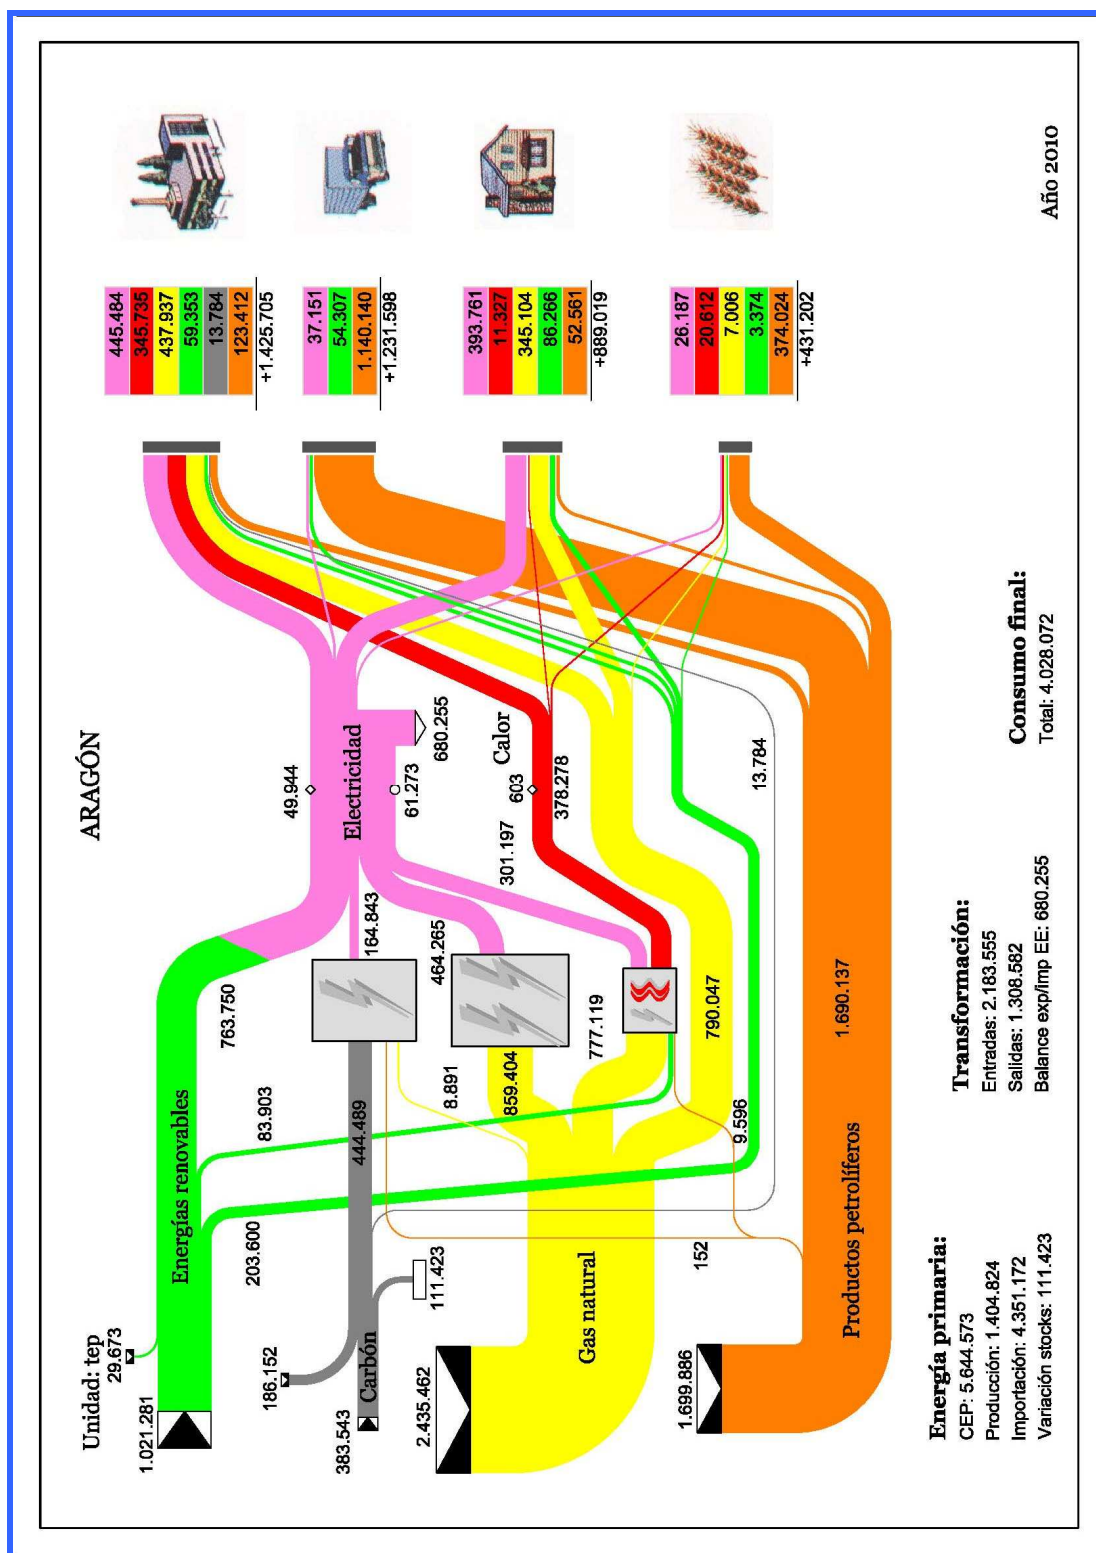 ARAGÓN
Unidad: tep
1.021.281
29.673
Energías renovables
203.600
83.903
763.750
186.152
383.543
Carbón
111.423
444.489
164.843
8.891
2.435.462
Gas natural
859.404
464.265
777.119
790.047
301.197
1.699.886
Productos petrolíferos
152
9.596
1.690.137
49.944
Electricidad
61.273
680.255
Calor
603
378.278
13.784
445.484
345.735
437.937
59.353
13.784
123.412
+1.425.705
37.151
54.307
1.140.140
+1.231.598
393.761
11.327
345.104
86.266
52.561
+889.019
26.187
20.612
7.006
3.374
374.024
+431.202
Energía primaria:
CEP: 5.644.573
Producción: 1.404.824
Importación: 4.351.172
Variación stocks: 111.423
Transformación:
Entradas: 2.183.555
Salidas: 1.308.582
Balance exp/imp EE: 680.255
Consumo final:
Total: 4.028.072
Año 2010